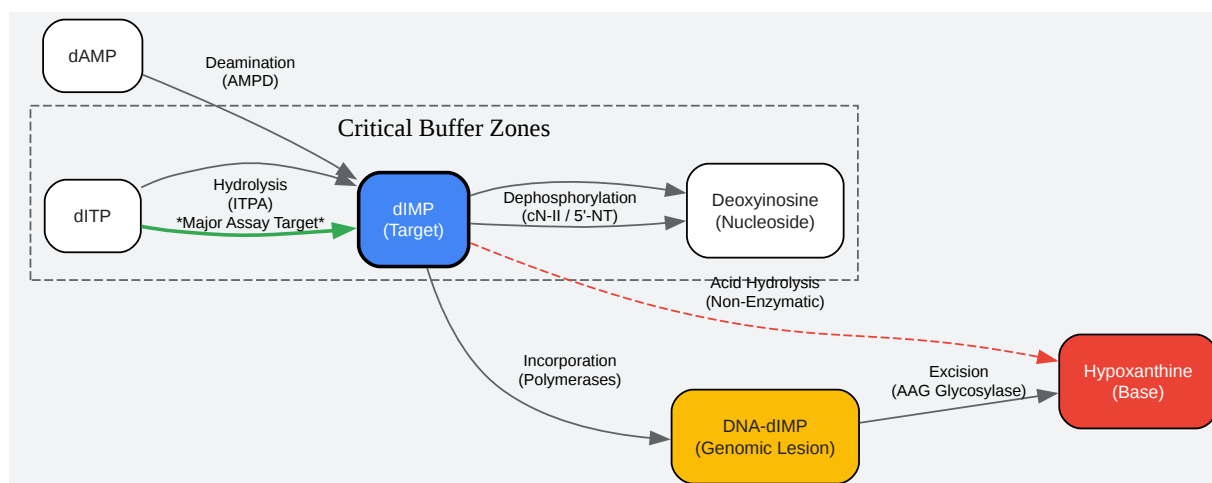 dAMP
Deamination
(AMPD)
Critical Buffer Zones
dITP
Hydrolysis
(ITPA)
*Major Assay Target*
dIMP
(Target)
Dephosphorylation
(cN-II / 5'-NT)
Deoxyinosine
(Nucleoside)
Acid Hydrolysis
(Non-Enzymatic)
Incorporation
(Polymerases)
DNA-dIMP
(Genomic Lesion)
Excision
(AAG Glycosylase)
Hypoxanthine
(Base)